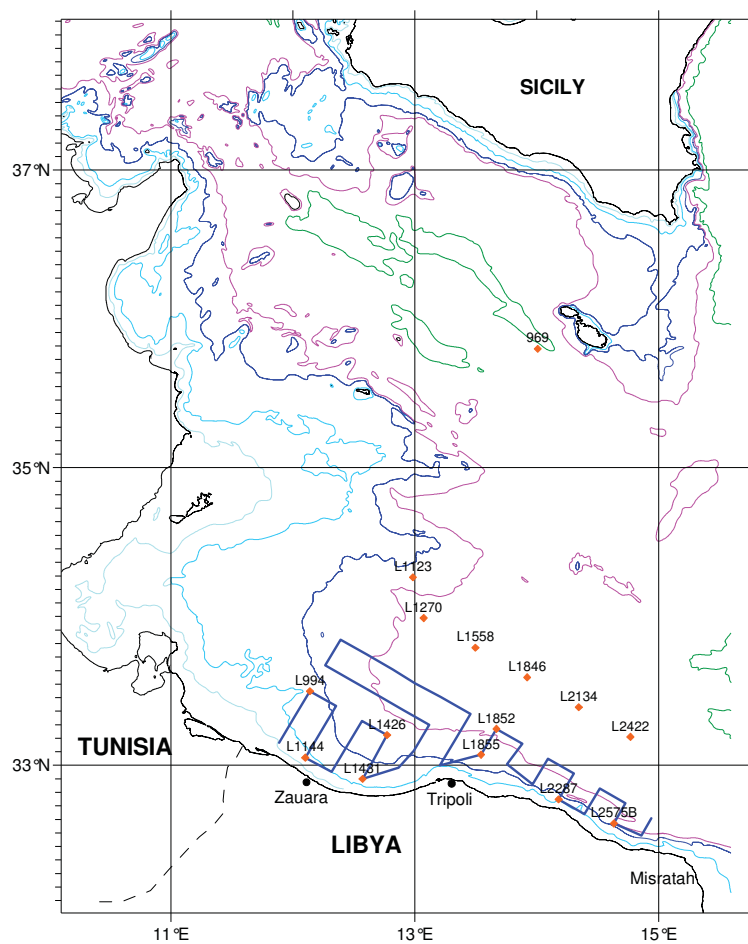 SICILY
37°N
969
35°N
L1123
L1270
L1558
L1846
L994
L2134
L1426
L1852
L2422
TUNISIA
L1144
L1855
33°N
L1431
L2287
Zauara
Tripoli
L2575B
LIBYA
Misratah
11°E
13°E
15°E